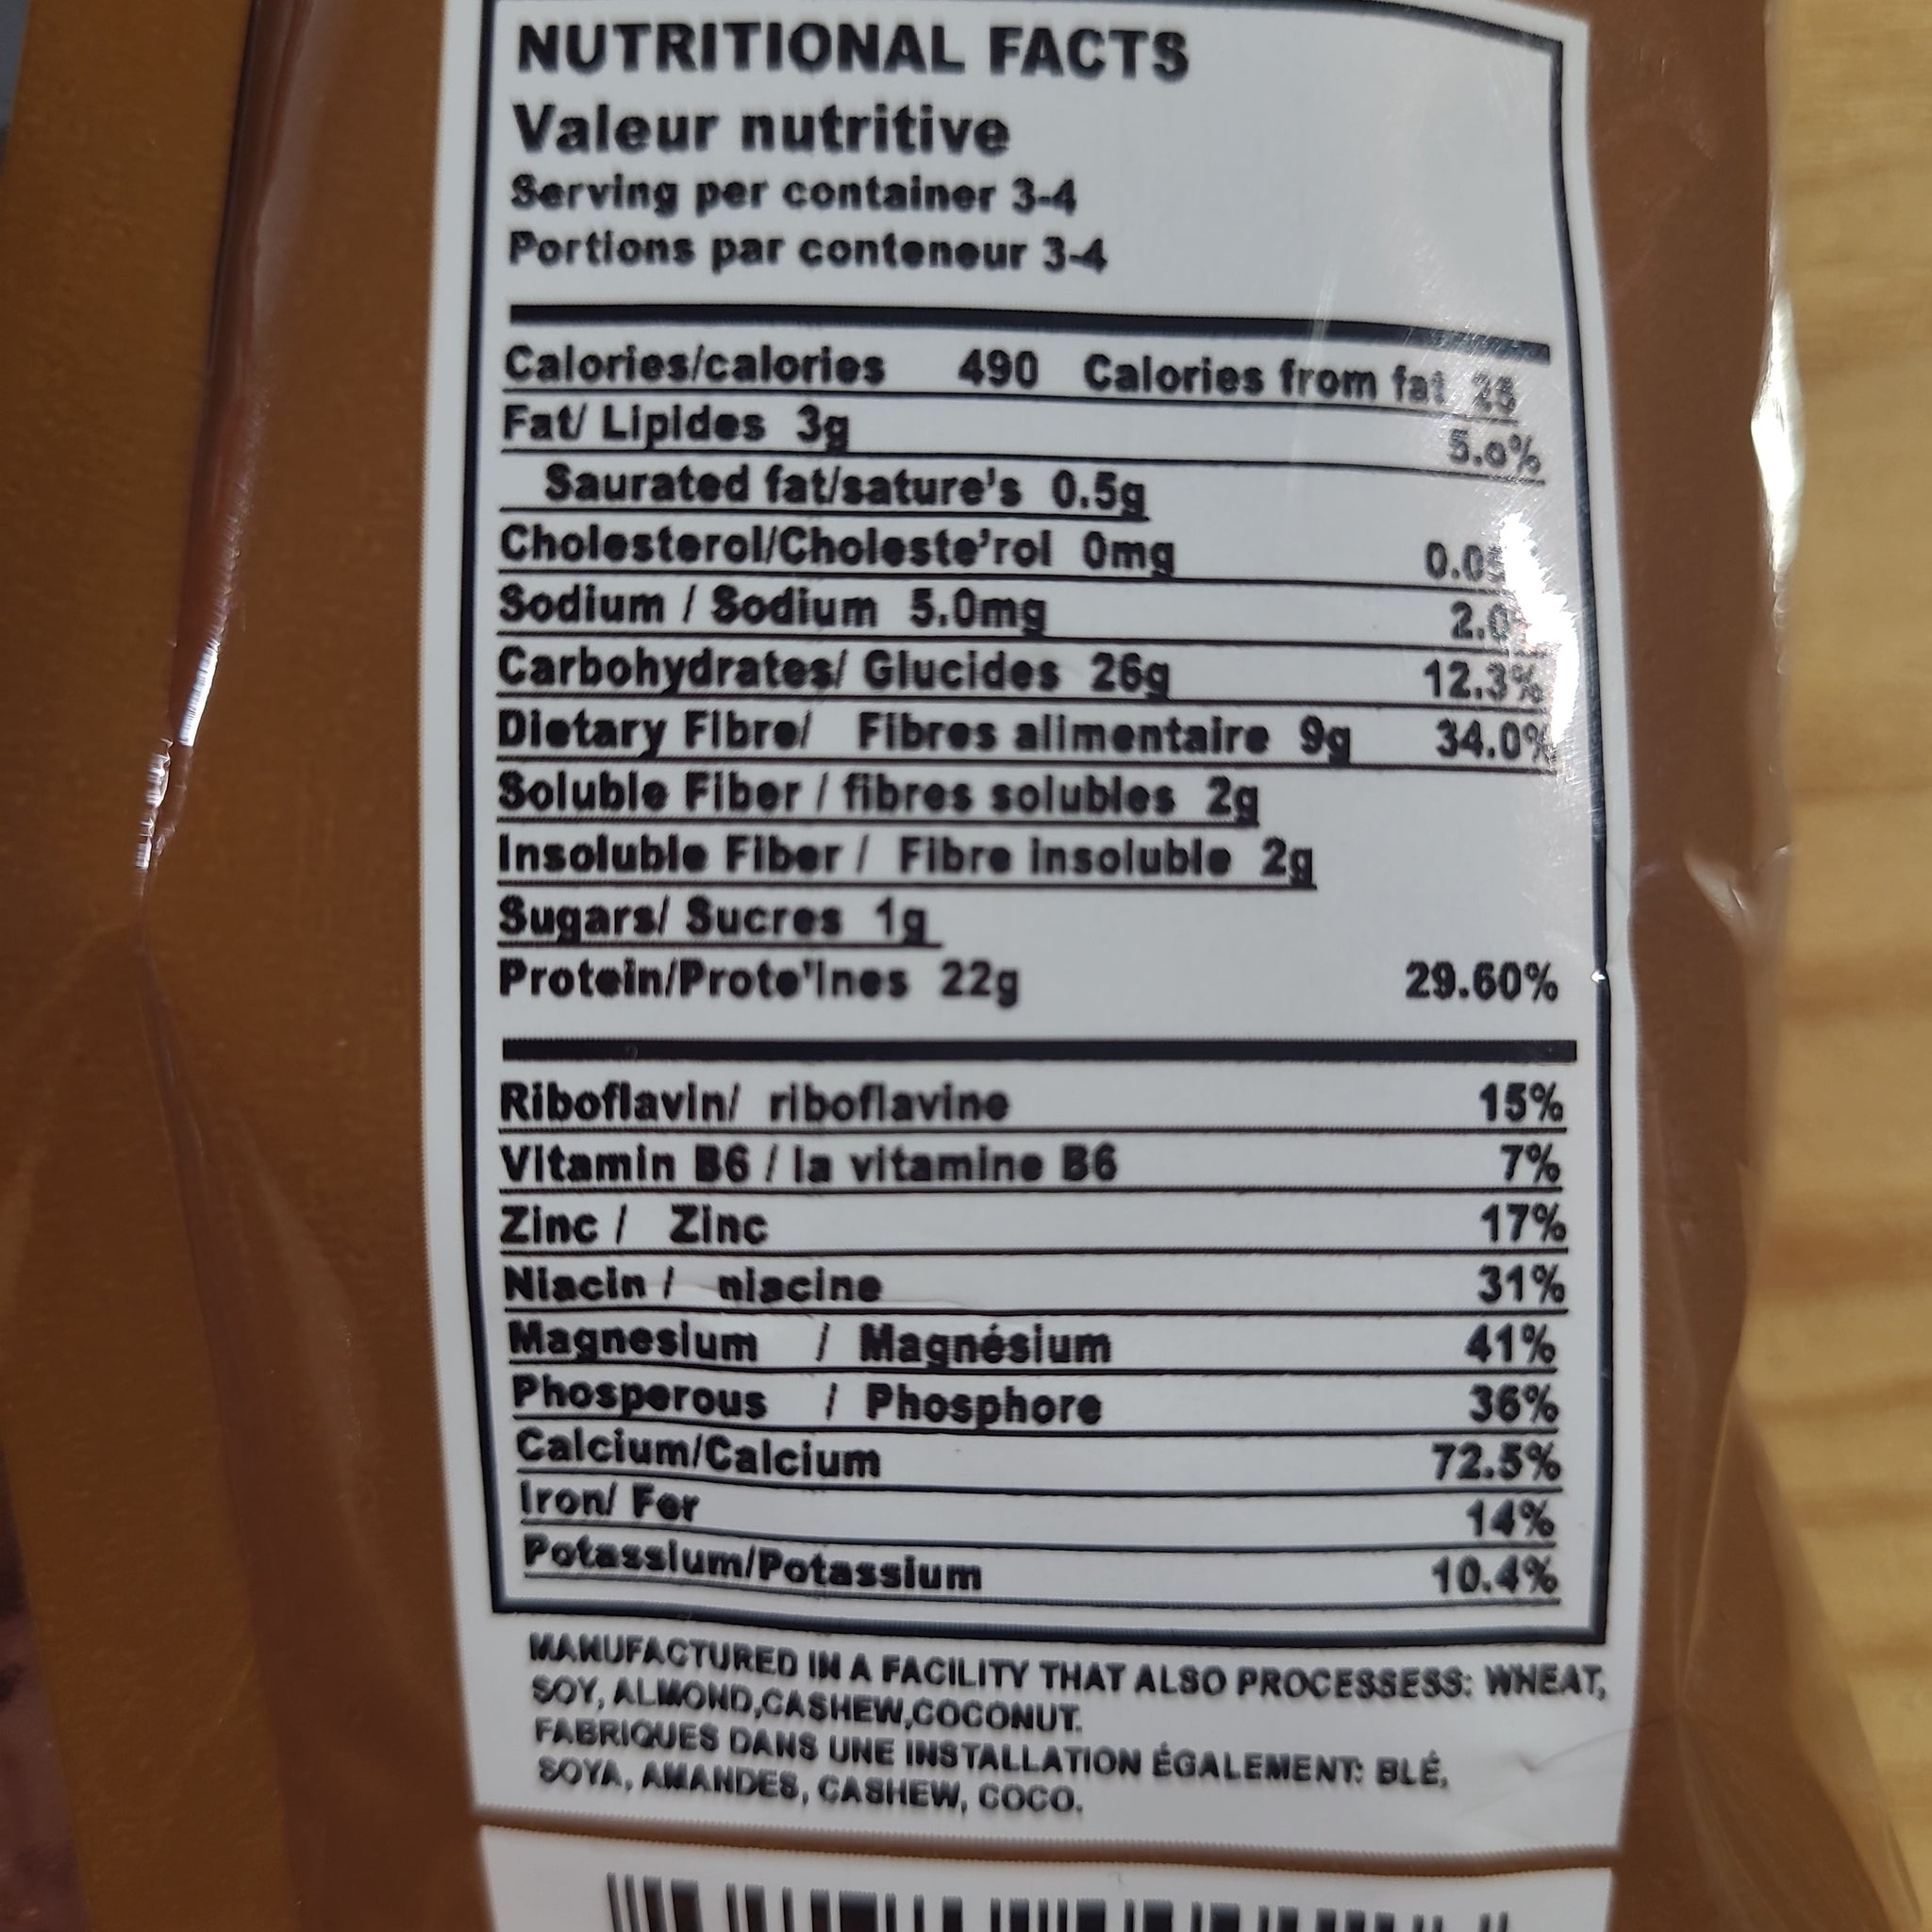 NUTRITIONAL FACTS
Valeur nutritive
Serving per container 3-4
Portions par conteneur 3-4
Calories/calories 490 Calories from fat 25
Fat/ Lipides 3g 5.0%
Saurated fat/sature's 0.5g
Cholesterol/Choleste'rol 0mg
Sodium / Sodium 5.0mg
Carbohydrates/ Glucides 26g 12.3%
Dietary Fibre/ Fibres alimentaire 9g 34.0%
Soluble Fiber / fibres solubles 2g
Insoluble Fiber / Fibre insoluble 2g
Sugars/ Sucres 1g
Protein/Prote'ines 22g 29.60%
Riboflavin/ riboflavine 15%
Vitamin B6 / la vitamine B6 7%
Zinc / Zinc 17%
Niacin / niacine 31%
Magnesium / Magnésium 41%
Phosperous / Phosphore 36%
Calcium/Calcium 72.5%
Iron/ Fer 14%
Potassium/Potassium 10.4%
MANUFACTURED IN A FACILITY THAT ALSO PROCESSESS: WHEAT,
SOY, ALMOND,CASHEW,COCONUT.
FABRIQUES DANS UNE INSTALLATION ÉGALEMENT: BLÉ,
SOYA, AMANDES, CASHEW, COCO.